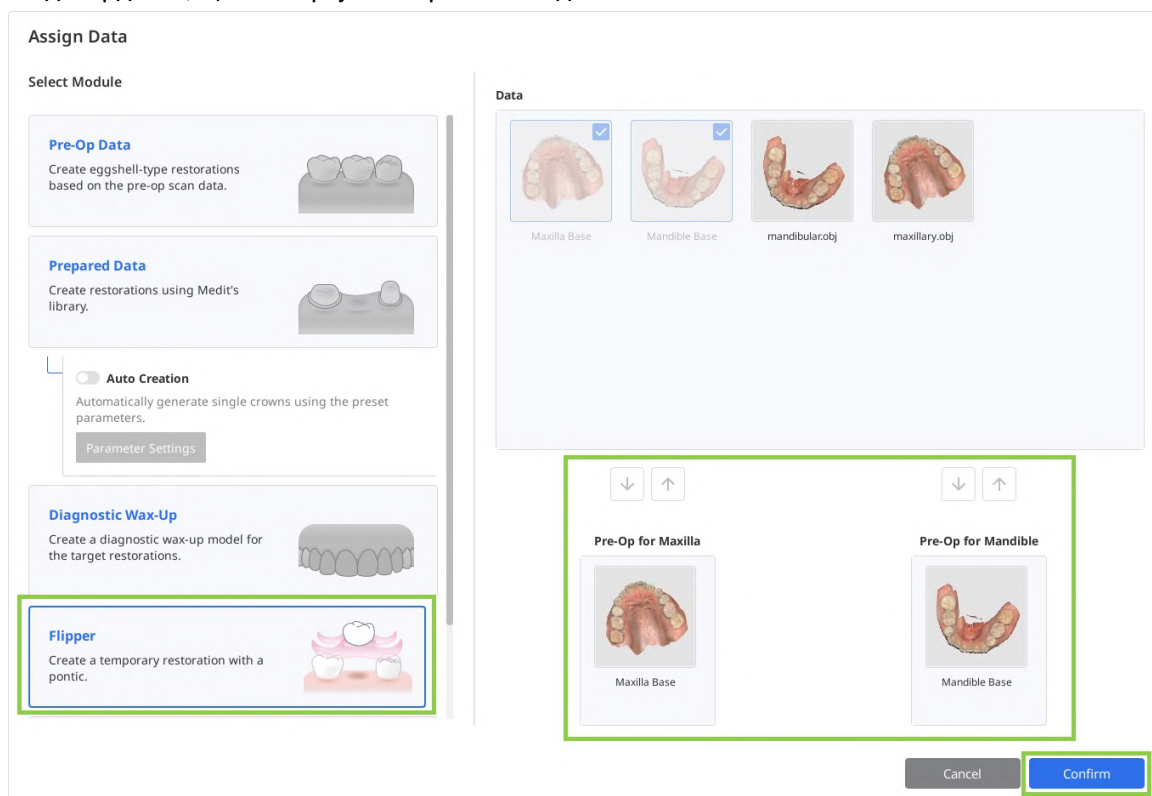 Assign Data
Select Module
Pre-Op Data
Create eggshell-type restorations
based on the pre-op scan data.
Prepared Data
Create restorations using Medit's
library.
Auto Creation
Automatically generate single crowns using the preset
parameters.
Parameter Settings
Diagnostic Wax-Up
Create a diagnostic wax-up model for
the target restorations.
Flipper
Create a temporary restoration with a
pontic.
Data
Maxilla Base
Mandible Base
mandibular.obj
maxillary.obj
Pre-Op for Maxilla
Pre-Op for Mandible
Maxilla Base
Mandible Base
Cancel
Confirm